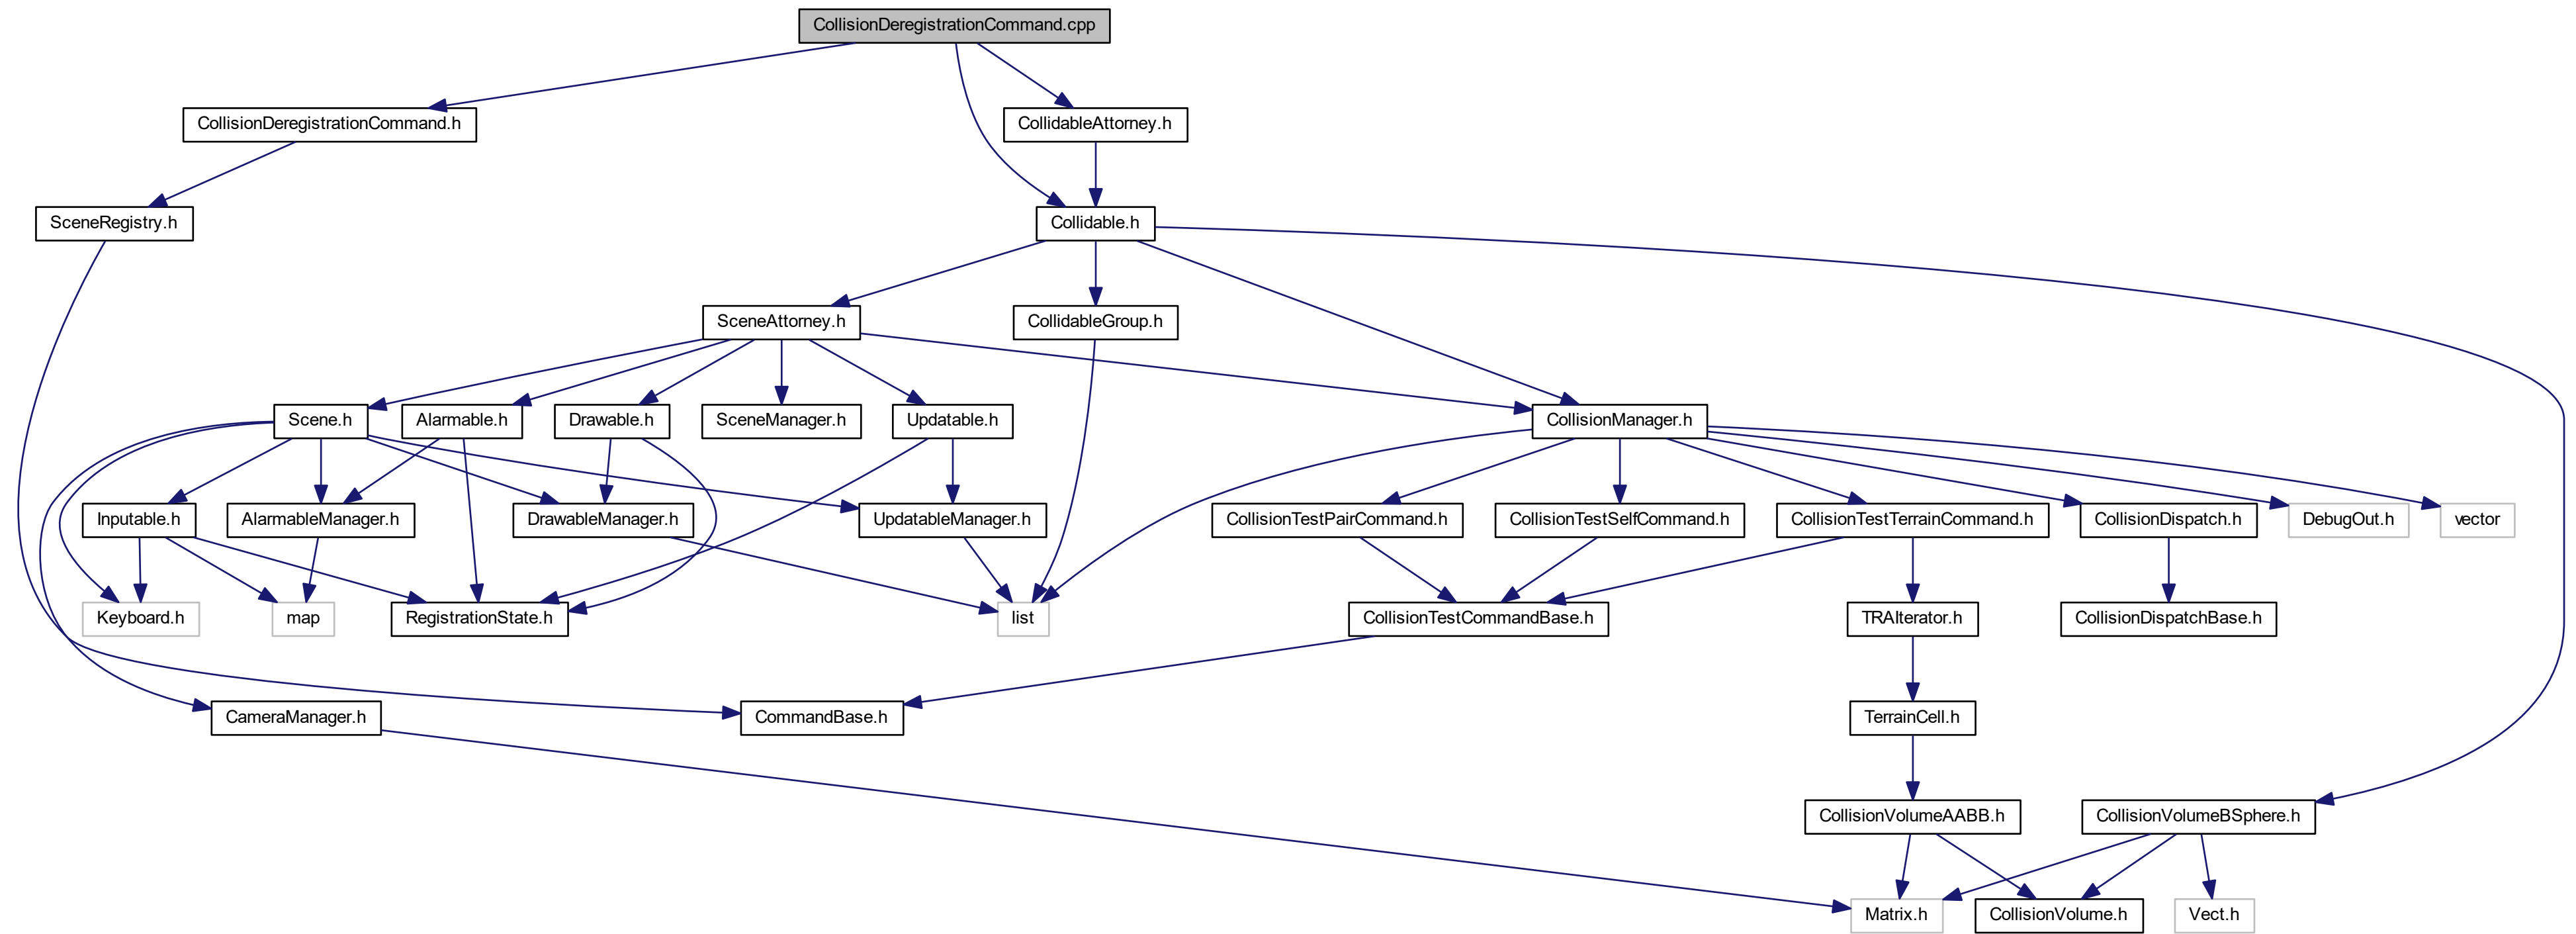 CollisionDeregistrationCommand.cpp
CollisionDeregistrationCommand.h
CollidableAttorney.h
SceneRegistry.h
Collidable.h
SceneAttorney.h
CollidableGroup.h
Scene.h
Alarmable.h
Drawable.h
SceneManager.h
Updatable.h
CollisionManager.h
Inputable.h
AlarmableManager.h
DrawableManager.h
UpdatableManager.h
CollisionTestPairCommand.h
CollisionTestSelfCommand.h
CollisionTestTerrainCommand.h
CollisionDispatch.h
DebugOut.h
vector
Keyboard.h
map
RegistrationState.h
list
CollisionTestCommandBase.h
TRAIterator.h
CollisionDispatchBase.h
CameraManager.h
CommandBase.h
TerrainCell.h
CollisionVolumeAABB.h
CollisionVolumeBSphere.h
Matrix.h
CollisionVolume.h
Vect.h